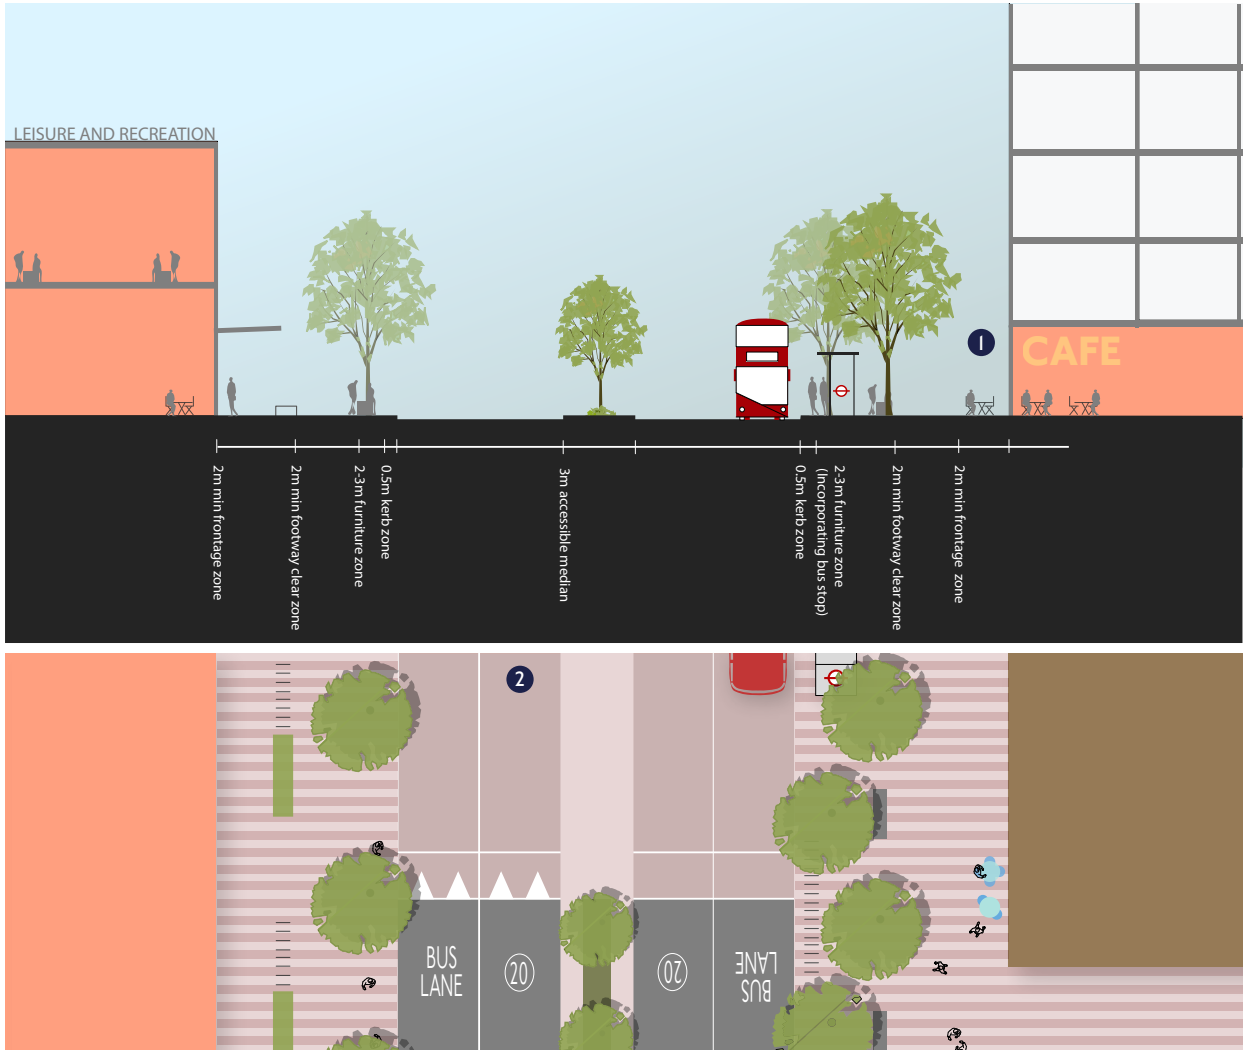 LEISURE AND RECREATION
1
CAFE
2m min frontage zone
2m min footway clear zone
2-3m furniture zone
0.5m kerb zone
3m accessible median
0.5m kerb zone
2-3m furniture zone
(Incorporating bus stop)
2m min footway clear zone
2m min frontage zone
2
BUS
LANE
20
20
BUS
LANE